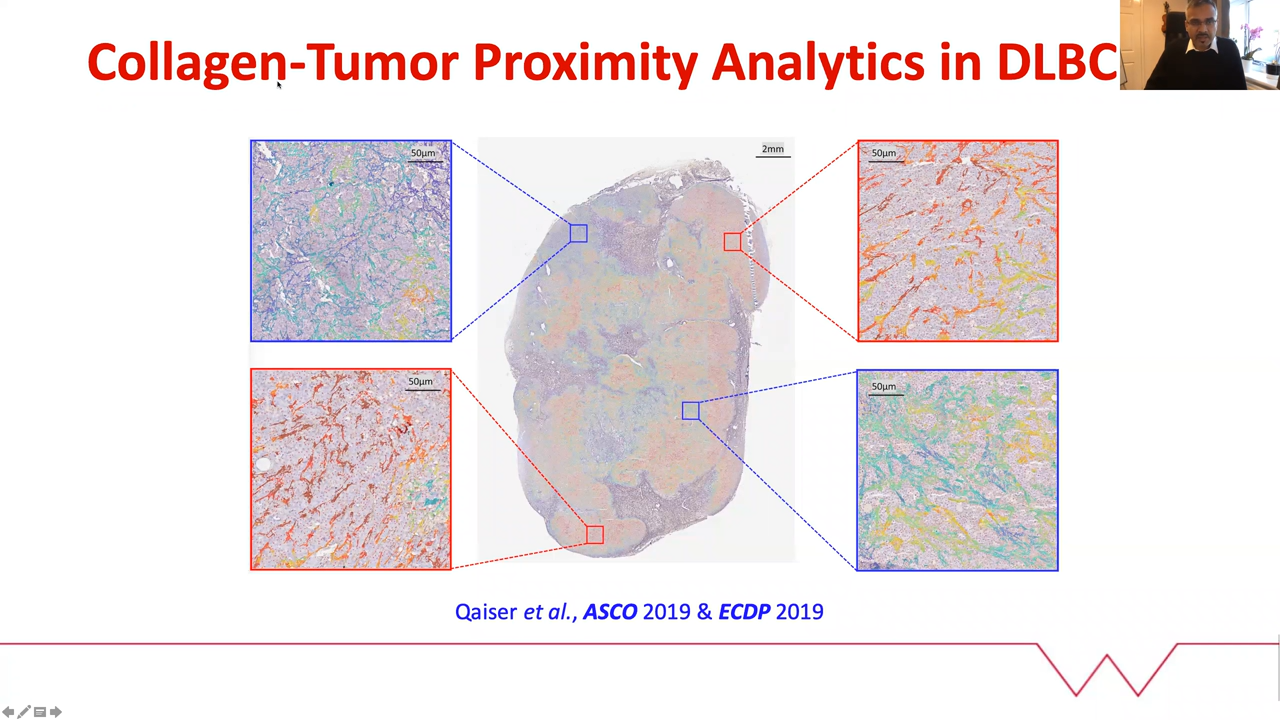 Collagen-Tumor Proximity Analytics in DLBC
50µm
2mm
50µm
50µm
50µm
Qaiser et al., ASCO 2019 & ECDP 2019